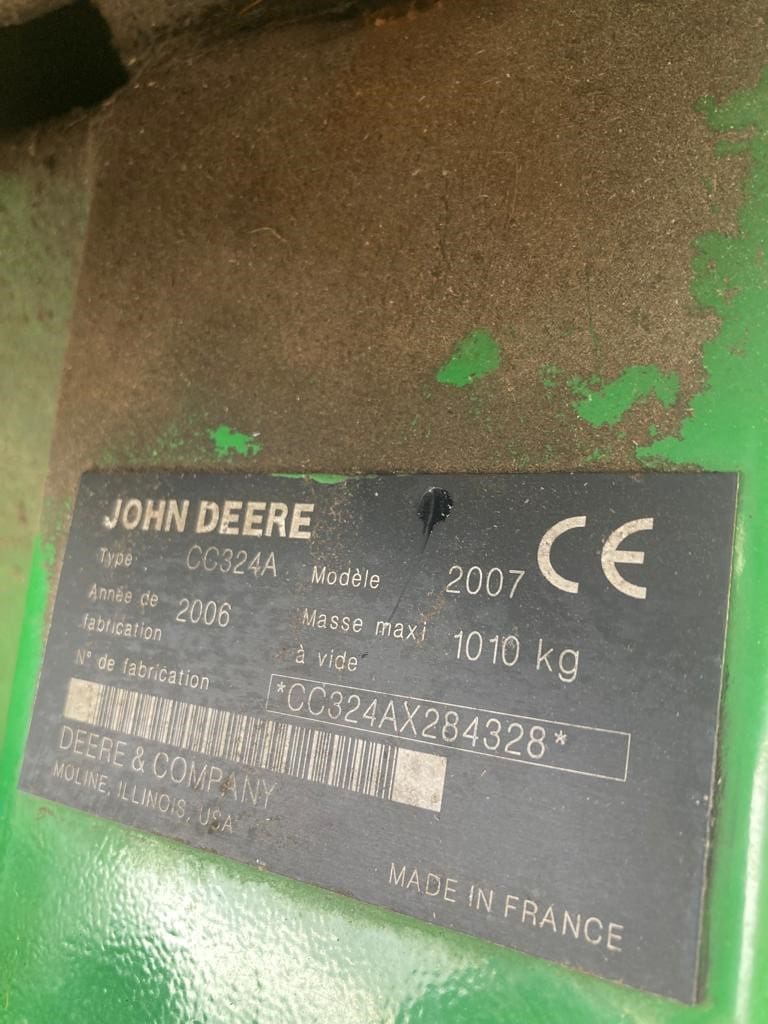 JOHN DEERE
CE
Type CC324A Modèle 2007
Année de fabrication 2006 Masse maxi à vide 1010 kg
N° de fabrication *CC324AX284328*
DEERE & COMPANY
MOLINE, ILLINOIS, USA
MADE IN FRANCE